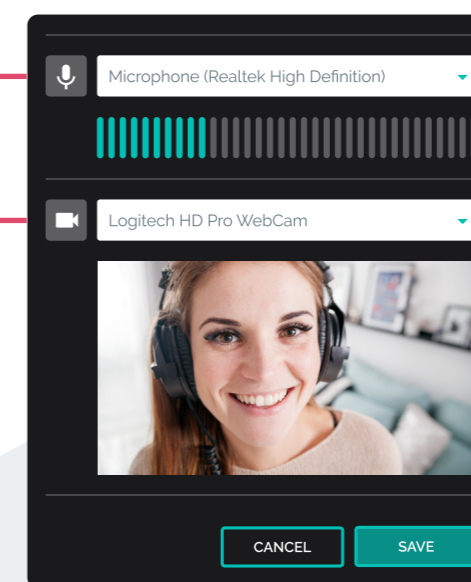 Microphone (Realtek High Definition)
Logitech HD Pro WebCam
CANCEL
SAVE